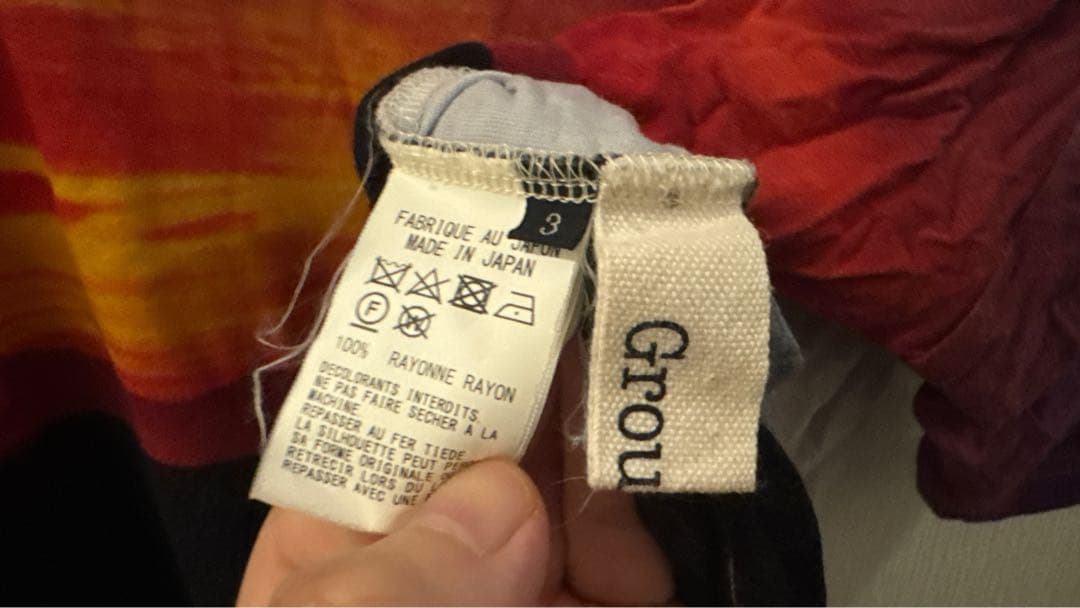 3
FABRIQUE AU JAPON
MADE IN JAPAN
F
100% RAYONNE RAYON
DECOLORANTS INTERDITS.
NE PAS FAIRE SECHER A LA
MACHINE
REPASSER AU FER TIEDE
LA SILHOUETTE PEUT
SA FORME ORIGINALE
RETRECIR LORS DU
REPASSER AVEC UNE
Grou